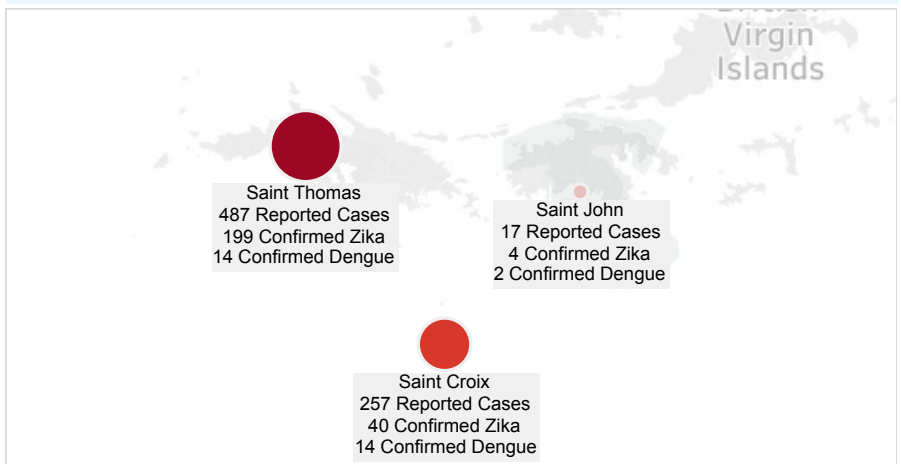 Virgin
Islands
Saint Thomas
487 Reported Cases
199 Confirmed Zika
14 Confirmed Dengue
Saint John
17 Reported Cases
4 Confirmed Zika
2 Confirmed Dengue
Saint Croix
257 Reported Cases
40 Confirmed Zika
14 Confirmed Dengue